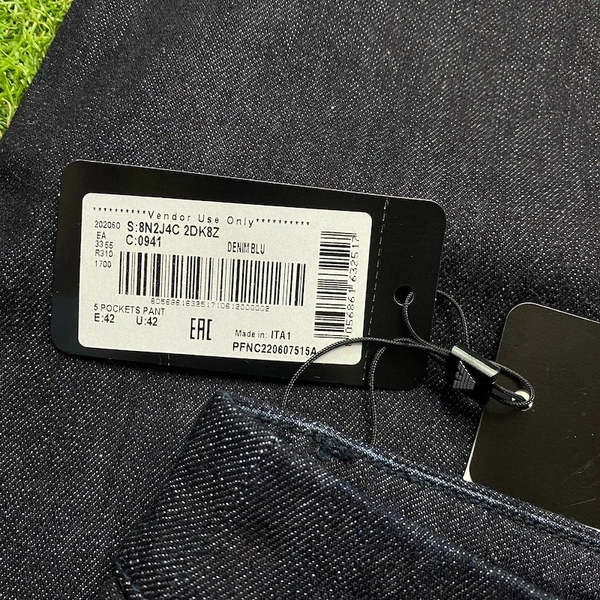 **********Vendor Use Only**********
202060 S:8N2J4C 2DK8Z
EA C:0941 DENIM BLU
3355
R310
1700
5 POCKETS PANT
E:42 U:42
EAC
Made in: ITA1
PFNC220607515A